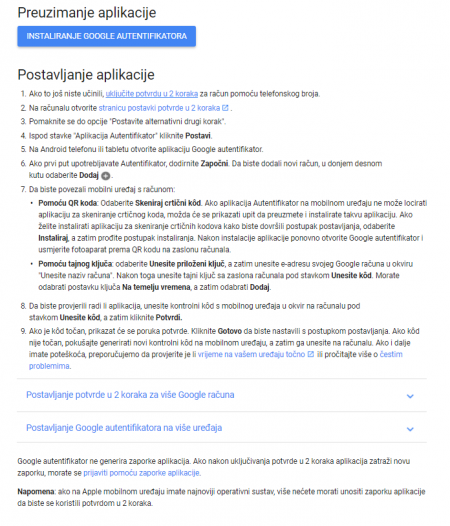 Preuzimanje aplikacije
INSTALIRANJE GOOGLE AUTENTIFIKATORA
Postavljanje aplikacije
1. Ako to još niste učinili, uključite potvrdu u 2 koraka za račun pomoću telefonskog broja.
2. Na računalu otvorite stranicu postavki potvrde u 2 koraka.
3. Pomaknite se do opcije "Postavite alternativni drugi korak".
4. Ispod stavke "Aplikacija Autentifikator" kliknite Postavi.
5. Na Android telefonu ili tabletu otvorite aplikaciju Google autentifikator.
6. Ako prvi put upotrebljavate Autentifikator, dodirnite Započni. Da biste dodali novi račun, u donjem desnom
kutu odaberite Dodaj
7. Da biste povezali mobilni uređaj s računom:
• Pomoću QR koda: Odaberite Skeniraj crtični kôd. Ako aplikacija Autentifikator na mobilnom uređaju ne može locirati
aplikaciju za skeniranje crtičnog koda, možda će se prikazati upit da preuzmete i instalirate takvu aplikaciju. Ako
želite instalirati aplikaciju za skeniranje crtičnih kodova kako biste dovršili postupak postavljanja, odaberite
Instaliraj, a zatim prođite postupak instaliranja. Nakon instalacije aplikacije ponovno otvorite Google autentifikator i
usmjerite fotoaparat prema QR kodu na zaslonu računala.
• Pomoću tajnog ključa: odaberite Unesite priloženi ključ, a zatim unesite e-adresu svojeg Google računa u okviru
"Unesite naziv računa". Nakon toga unesite tajni ključ sa zaslona računala pod stavkom Unesite kôd. Morate
odabrati postavku ključa Na temelju vremena, a zatim odabrati Dodaj.
8. Da biste provjerili radi li aplikacija, unesite kontrolni kôd s mobilnog uređaja u okvir na računalu pod
stavkom Unesite kôd, a zatim kliknite Potvrdi.
9. Ako je kôd točan, prikazat će se poruka potvrde. Kliknite Gotovo da biste nastavili s postupkom postavljanja. Ako kôd
nije točan, pokušajte generirati novi kontrolni kôd na mobilnom uređaju, a zatim ga unesite na računalu. Ako i dalje
imate poteškoća, preporučujemo da provjerite je li vrijeme na vašem uređaju točno ili pročitajte više o čestim
problemima.
Postavljanje potvrde u 2 koraka za više Google računa
Postavljanje Google autentifikatora na više uređaja
Google autentifikator ne generira zaporke aplikacija. Ako nakon uključivanja potvrde u 2 koraka aplikacija zatraži novu
zaporku, morate se prijaviti pomoću zaporke aplikacije.
Napomena: ako na Apple mobilnom uređaju imate najnoviji operativni sustav, više nećete morati unositi zaporku aplikacije
da biste se koristili potvrdom u 2 koraka.